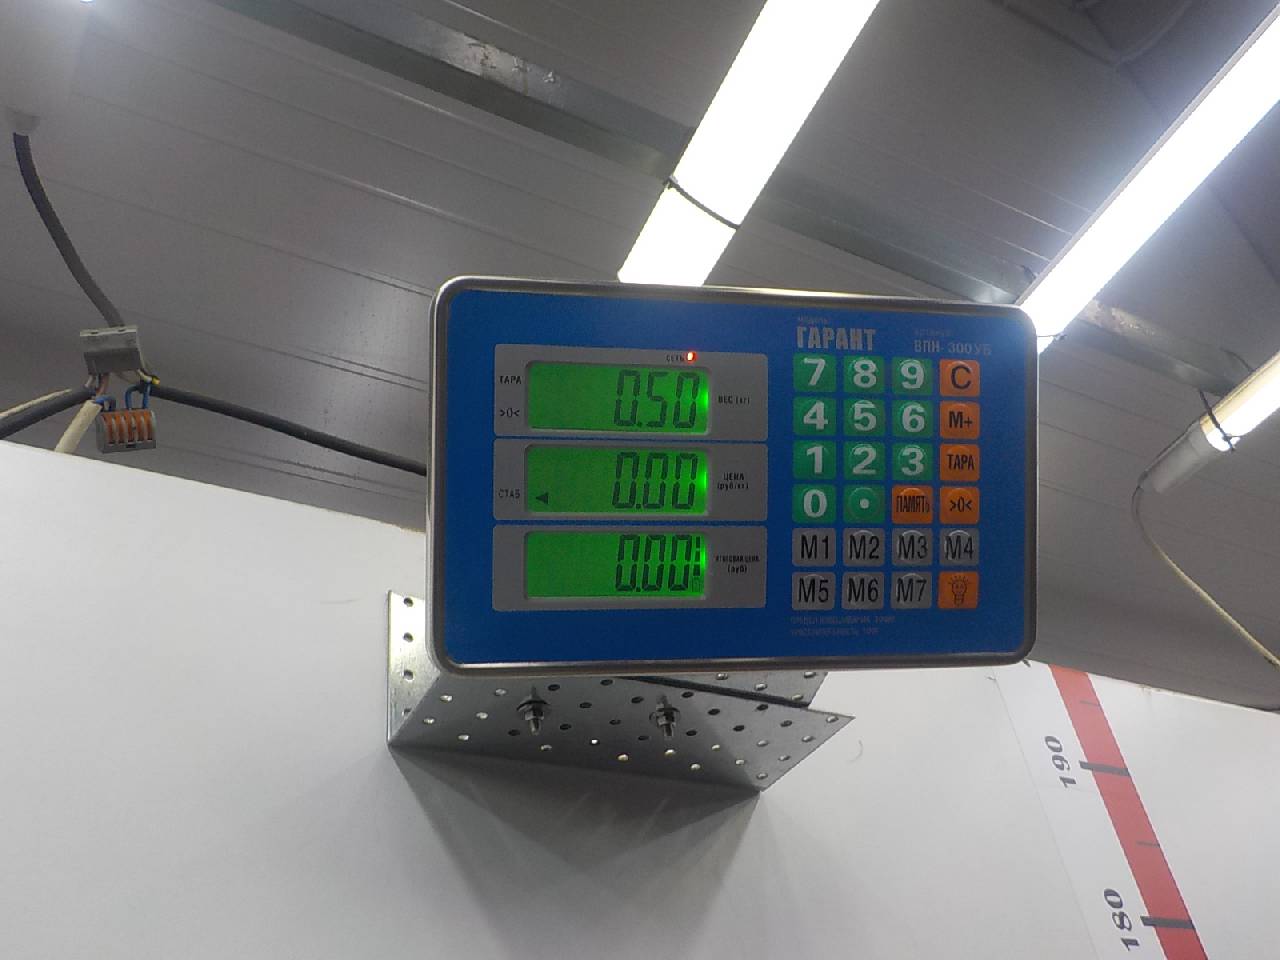 МОДЕЛЬ:
ГАРАНТ
АРТИКУЛ:
ВПН-300УБ
СЕТЬ
ТАРА
>0<
0.50
ВЕС (кг)
СТАБ
0.00
ЦЕНА
(руб/кг)
0.00
(руб)
7 8 9 C
4 5 6 M+
1 2 3 ТАРА
0 . ПАМЯТЬ >0<
M1 M2 M3 M4
M5 M6 M7
190
180